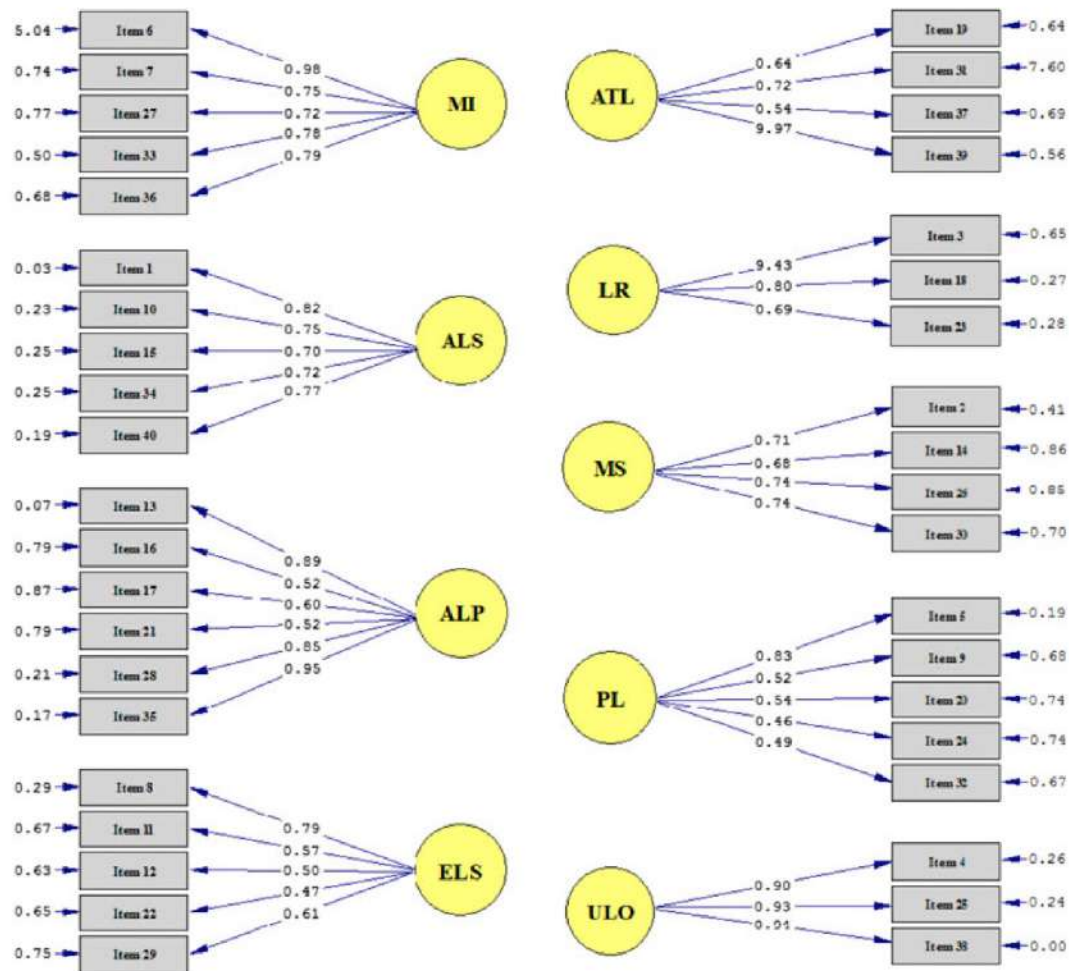 5.04 Item 6 0.98
0.74 Item 7 0.75
0.77 Item 27 0.72
0.50 Item 33 0.78
0.68 Item 36 0.79
MI
0.03 Item 1 0.82
0.23 Item 10 0.75
0.25 Item 15 0.70
0.25 Item 34 0.72
0.19 Item 40 0.77
ALS
0.07 Item 13 0.89
0.79 Item 16 0.52
0.87 Item 17 0.60
0.79 Item 21 0.52
0.21 Item 28 0.85
0.17 Item 35 0.95
ALP
0.29 Item 8 0.79
0.67 Item 11 0.57
0.63 Item 12 0.50
0.65 Item 22 0.47
0.75 Item 29 0.61
ELS
ATL
0.64 Item 19 0.64
0.72 Item 31 7.60
0.54 Item 37 0.69
9.97 Item 39 0.56
LR
9.43 Item 3 0.65
0.80 Item 18 0.27
0.69 Item 23 0.28
MS
0.71 Item 2 0.41
0.68 Item 14 0.86
0.74 Item 0.85
0.74 Item 30 0.70
PL
0.83 Item 5 0.19
0.52 Item 9 0.68
0.54 Item 0.74
0.46 Item 24 0.74
0.49 Item 32 0.67
ULO
0.90 Item 4 0.26
0.93 Item 0.24
0.91 Item 38 0.00